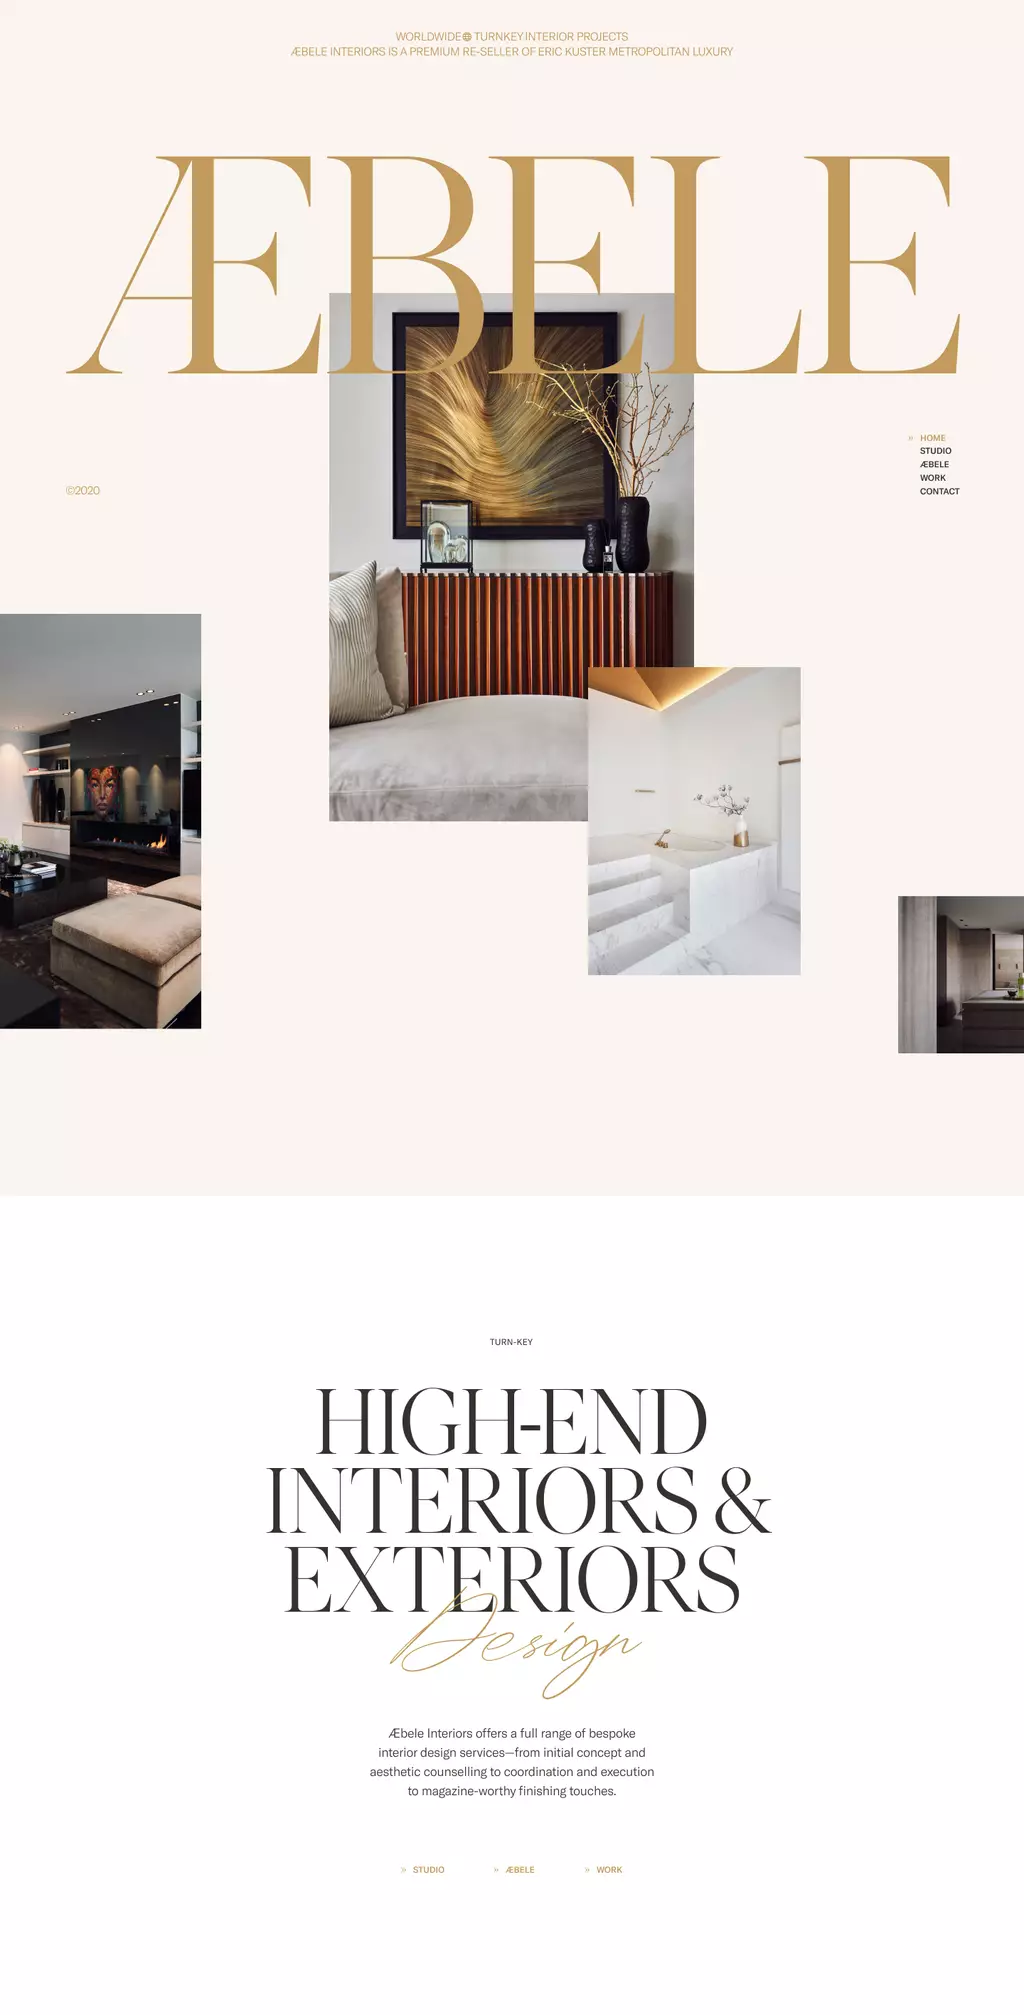 WORLDWIDE TURNKEY INTERIOR PROJECTS
ÆBELE INTERIORS IS A PREMIUM RE-SELLER OF ERIC KUSTER METROPOLITAN LUXURY
ÆBELE
» HOME
STUDIO
ÆBELE
WORK
CONTACT
©2020
TURN-KEY
HIGH-END
INTERIORS &
EXTERIORS
Design
Æbele Interiors offers a full range of bespoke
interior design services—from initial concept and
aesthetic counselling to coordination and execution
to magazine-worthy finishing touches.
» STUDIO » ÆBELE » WORK